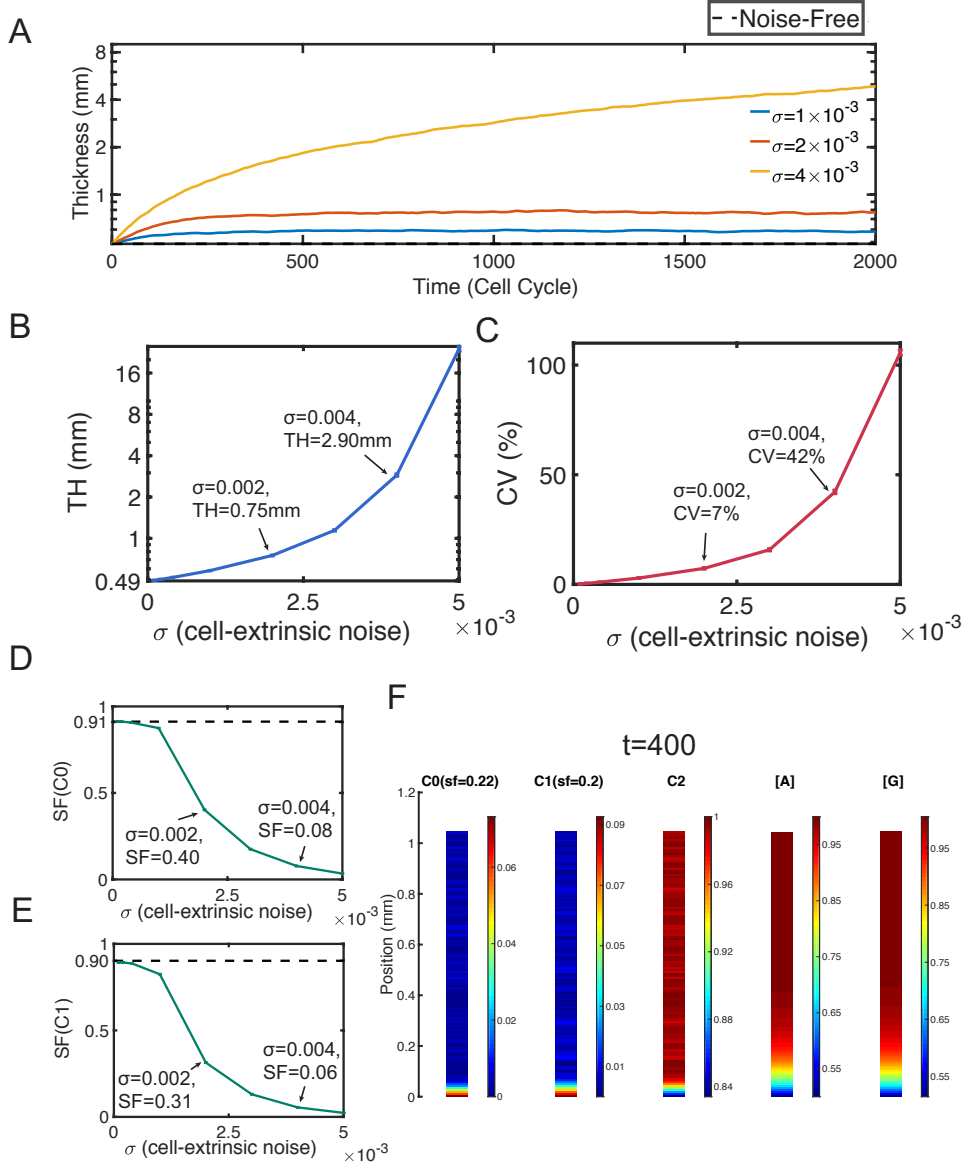 Noise-Free
A
8
4
2
1
Thickness (mm)
σ=1×10-3
σ=2×10-3
σ=4×10-3
0
500
1000
1500
2000
Time (Cell Cycle)
B
16
8
4
2
1
0.49
TH (mm)
σ=0.004,
TH=2.90mm
σ=0.002,
TH=0.75mm
0
2.5
5
×10-3
σ (cell-extrinsic noise)
C
100
50
0
CV (%)
σ=0.004,
CV=42%
σ=0.002,
CV=7%
0
2.5
5
×10-3
σ (cell-extrinsic noise)
D
1
0.91
0.5
0
SF(C0)
σ=0.002,
SF=0.40
σ=0.004,
SF=0.08
0
2.5
5
×10-3
σ (cell-extrinsic noise)
E
1
0.90
0.5
0
SF(C1)
σ=0.002,
SF=0.31
σ=0.004,
SF=0.06
0
2.5
5
×10-3
σ (cell-extrinsic noise)
F
t=400
C0(sf=0.22)
C1(sf=0.2)
C2
[A]
[G]
1.2
1
0.8
0.6
0.4
0.2
0
Position (mm)
0.06
0.04
0.02
0
0.09
0.07
0.05
0.03
0.01
1
0.96
0.92
0.88
0.84
0.95
0.85
0.75
0.65
0.55
0.95
0.85
0.75
0.65
0.55